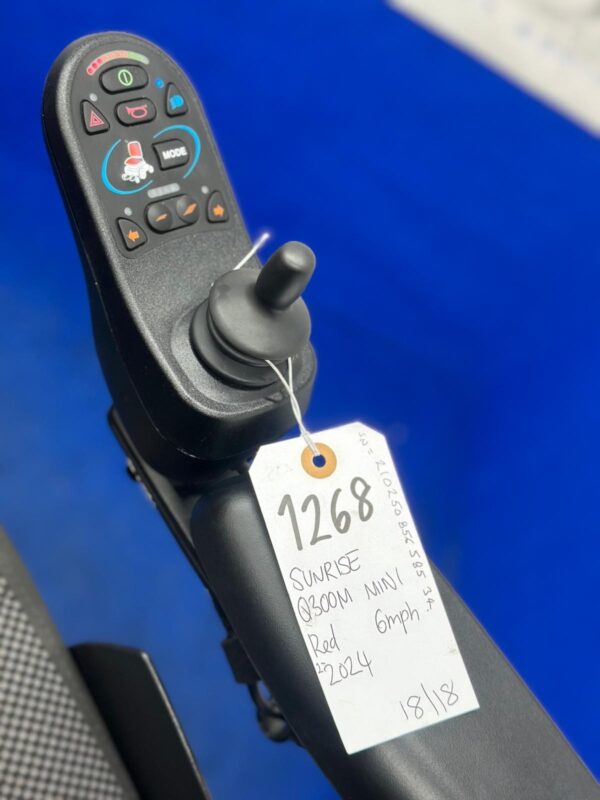 MODE
1268
SUNRISE
Q300M MINI
Red 6mph
2024
18/18